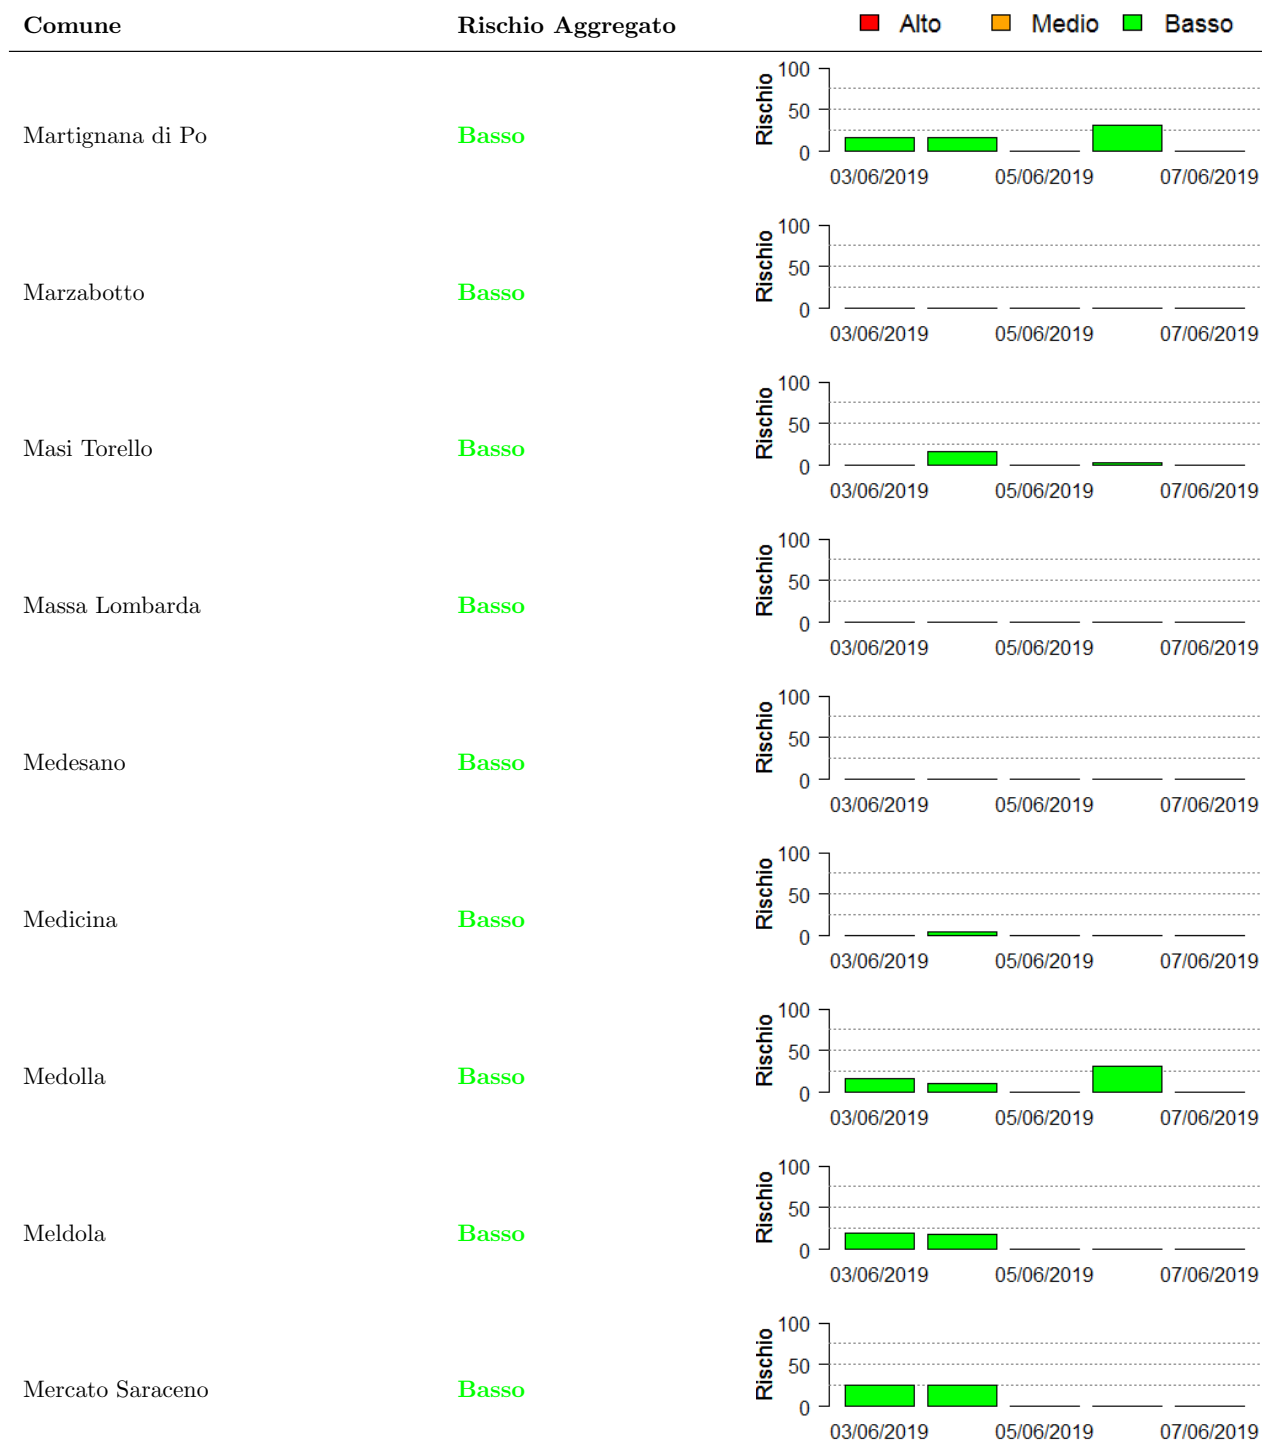 Comune Rischio Aggregato Alto Medio Basso
Martignana di Po Basso Rischio 100 50 0
03/06/2019 05/06/2019 07/06/2019
Marzabotto Basso Rischio 100 50 0
03/06/2019 05/06/2019 07/06/2019
Masi Torello Basso Rischio 100 50 0
03/06/2019 05/06/2019 07/06/2019
Massa Lombarda Basso Rischio 100 50 0
03/06/2019 05/06/2019 07/06/2019
Medesano Basso Rischio 100 50 0
03/06/2019 05/06/2019 07/06/2019
Medicina Basso Rischio 100 50 0
03/06/2019 05/06/2019 07/06/2019
Medolla Basso Rischio 100 50 0
03/06/2019 05/06/2019 07/06/2019
Meldola Basso Rischio 100 50 0
03/06/2019 05/06/2019 07/06/2019
Mercato Saraceno Basso Rischio 100 50 0
03/06/2019 05/06/2019 07/06/2019